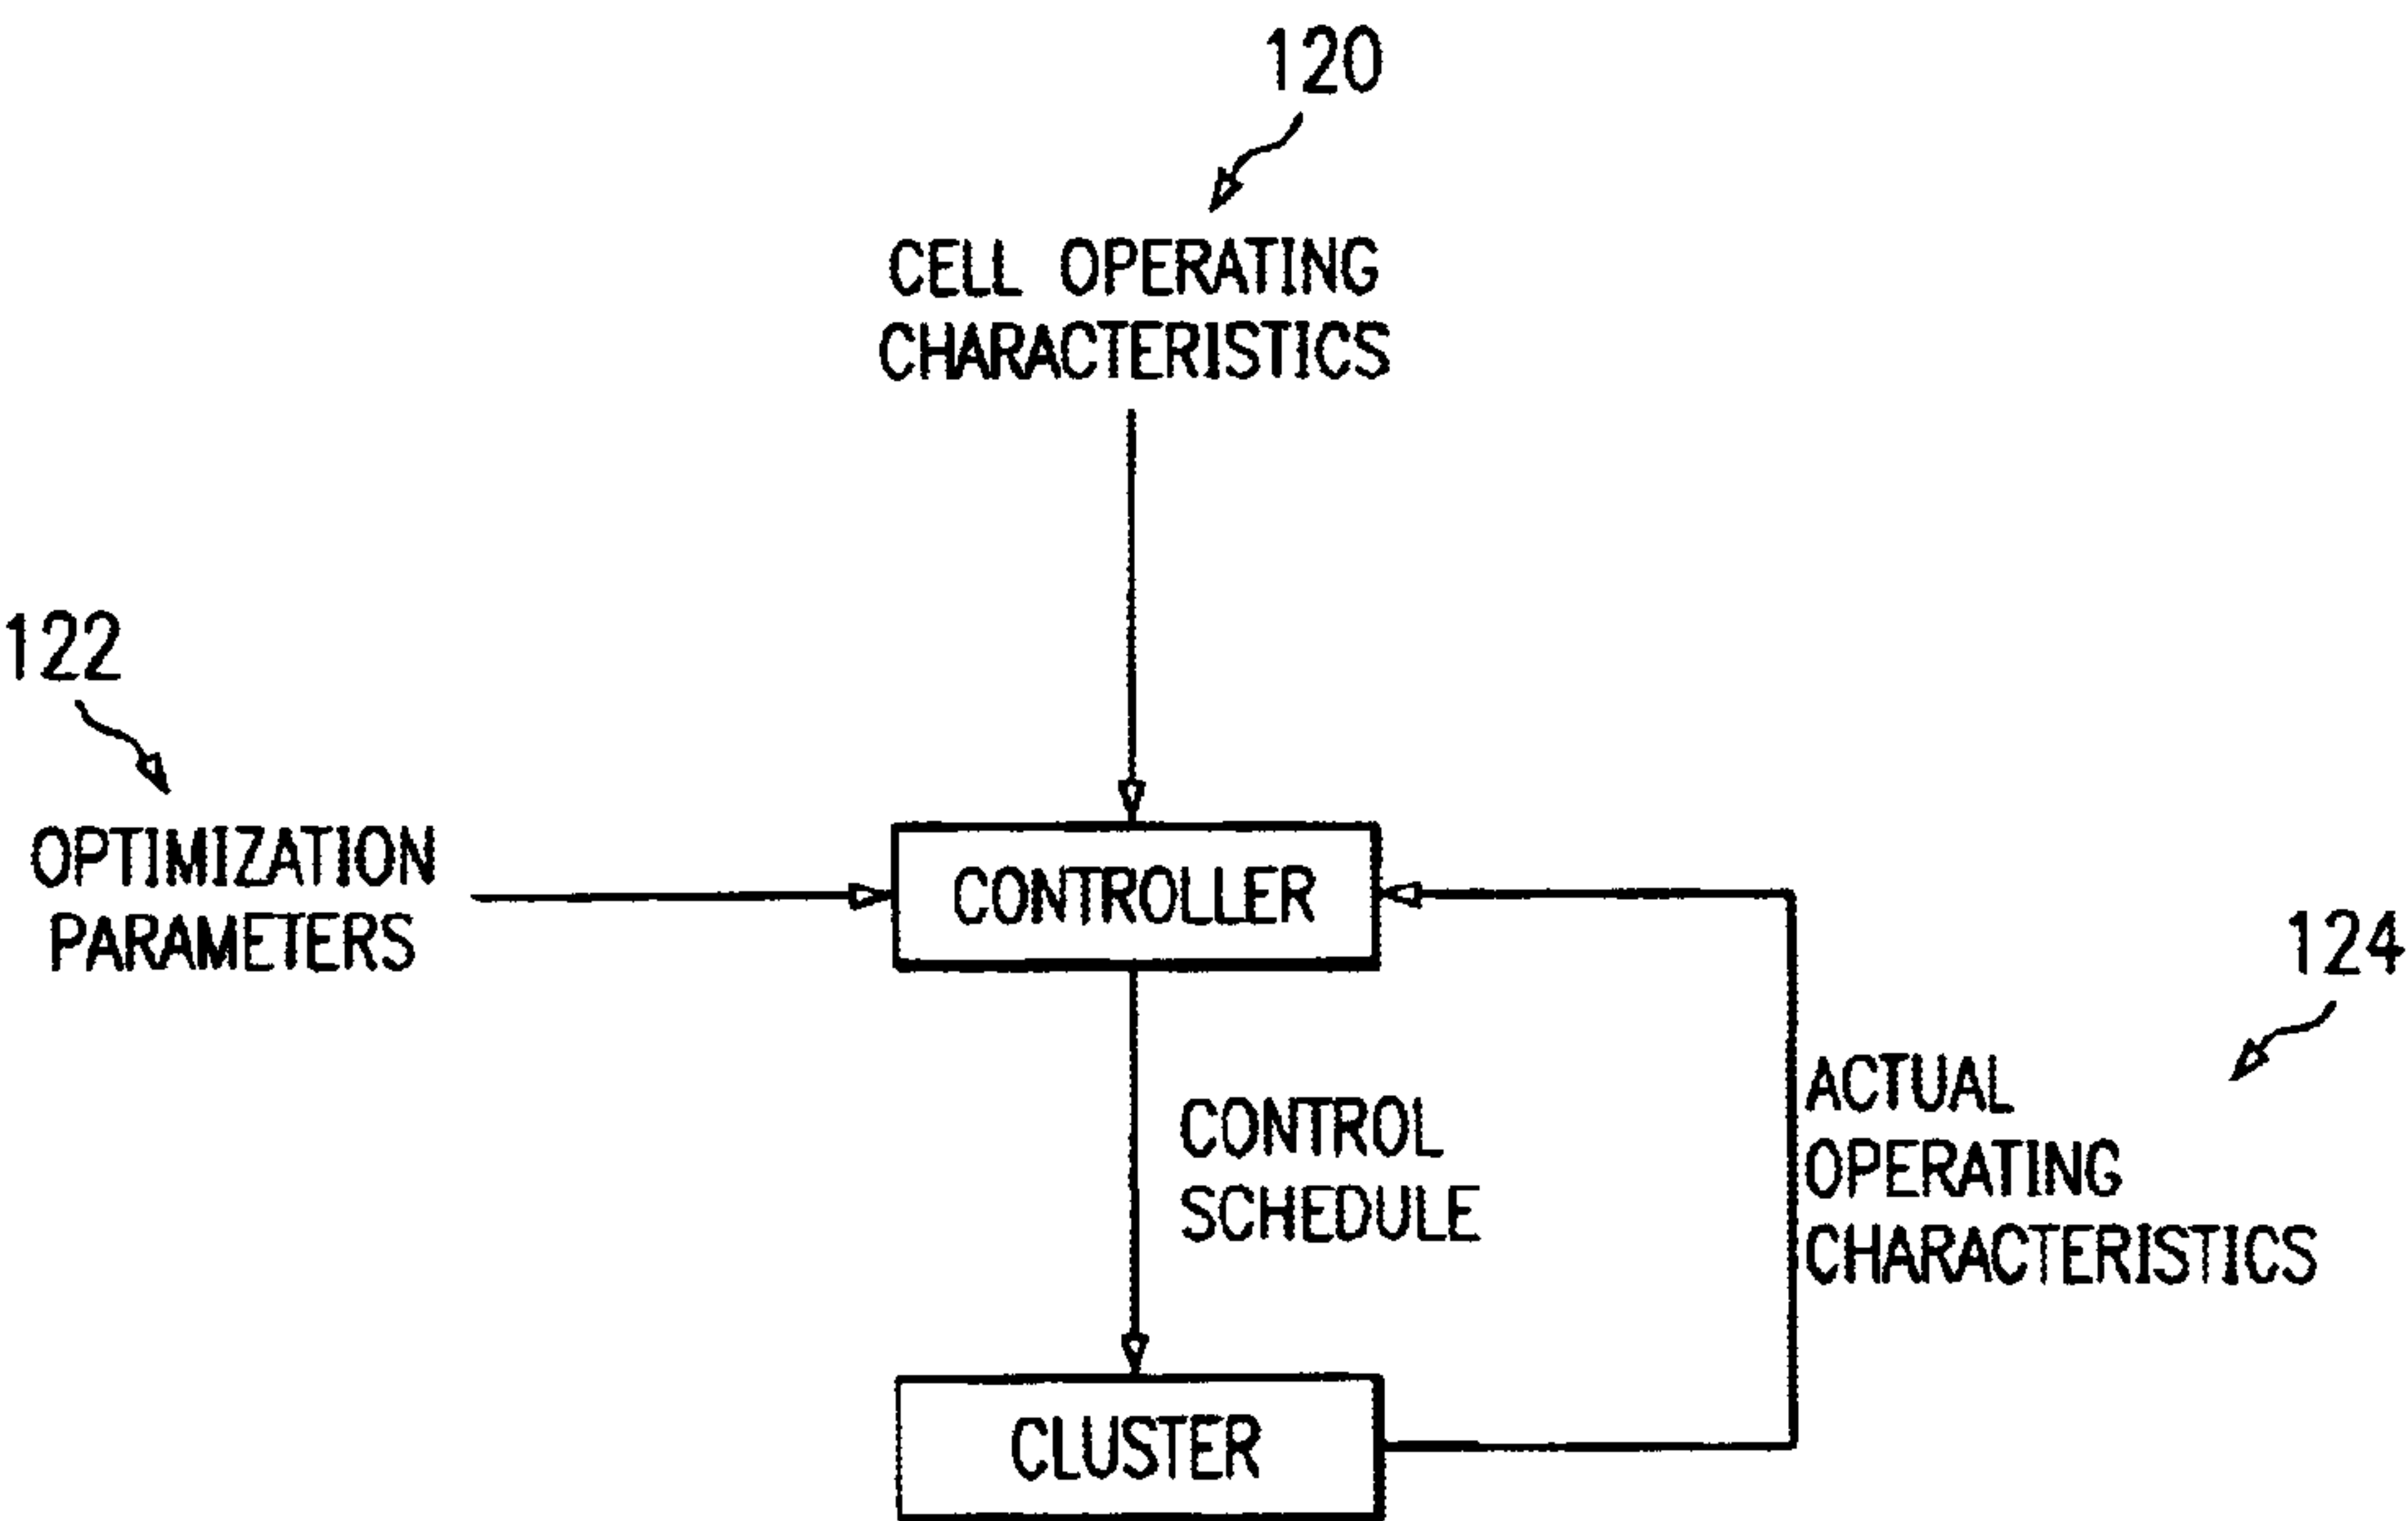 120
CELL OPERATING
CHARACTERISTICS
122
OPTIMIZATION
PARAMETERS
CONTROLLER
124
CONTROL
SCHEDULE
ACTUAL
OPERATING
CHARACTERISTICS
CLUSTER